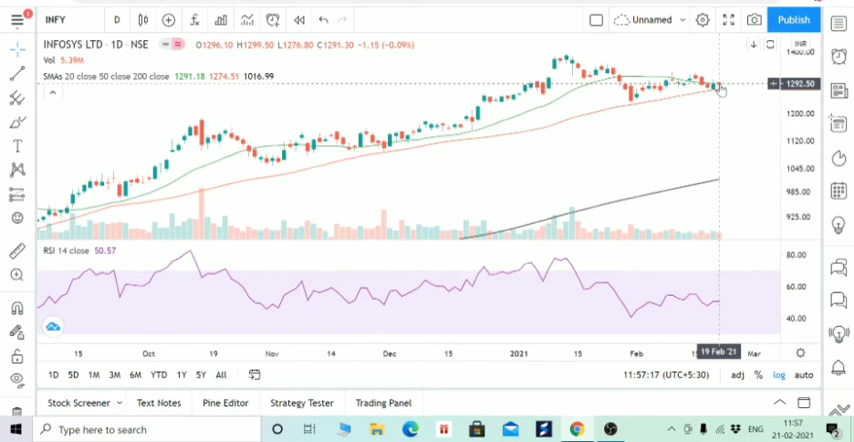 INFY D Unnamed Publish
INFOSYS LTD · 1D · NSE O1296.10 H1299.50 L1276.80 C1291.30 -1.15 (-0.09%) INR
Vol 5.39M 1400.00
SMAs 20 close 50 close 200 close 1291.18 1274.51 1016.99
1292.50
1200.00
1120.00
1045.00
985.00
925.00
RSI 14 close 50.57 80.00
60.00
40.00
15 Oct 19 Nov 14 Dec 15 2021 15 Feb 19 Feb '21 Mar
1D 5D 1M 3M 6M YTD 1Y 5Y All 11:57:17 (UTC+5:30) adj % log auto
Stock Screener Text Notes Pine Editor Strategy Tester Trading Panel
Type here to search ENG 11:57
21-02-2021 2